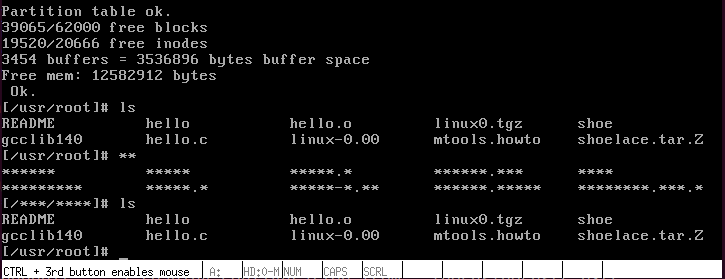 Partition table ok.
39065/62000 free blocks
19520/20666 free inodes
3454 buffers = 3536896 bytes buffer space
Free mem: 12582912 bytes
 Ok.
[/usr/root]# ls
README          hello           hello.o         linux0.tgz      shoe
gcclib140       hello.c         linux-0.00      mtools.howto    shoelace.tar.Z
[/usr/root]# **
******          *****           *****.*         ******.***      ****
*********       *****.*         *****-*.**      ******.*****    ********.***.*
[/***/****]# ls
README          hello           hello.o         linux0.tgz      shoe
gcclib140       hello.c         linux-0.00      mtools.howto    shoelace.tar.Z
[/usr/root]# _
CTRL + 3rd button enables mouse A: HD:0-M NUM CAPS SCRL